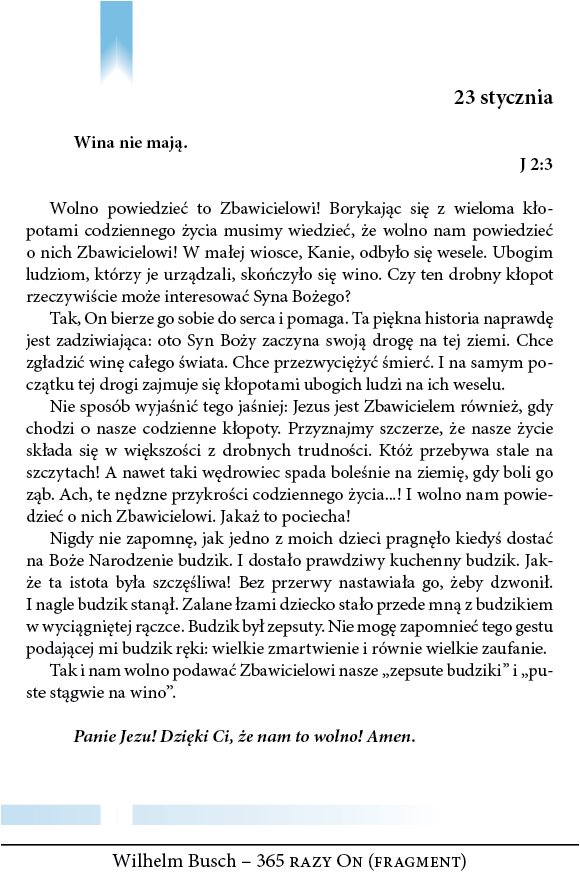 23 stycznia
Wina nie mają.
J 2:3
Wolno powiedzieć to Zbawicielowi! Borykając się z wieloma kło-
potami codziennego życia musimy wiedzieć, że wolno nam powiedzieć
o nich Zbawicielowi! W małej wiosce, Kanie, odbyło się wesele. Ubogim
ludziom, którzy je urządzali, skończyło się wino. Czy ten drobny kłopot
rzeczywiście może interesować Syna Bożego?
Tak, On bierze go sobie do serca i pomaga. Ta piękna historia naprawdę
jest zadziwiająca: oto Syn Boży zaczyna swoją drogę na tej ziemi. Chce
zgładzić winę całego świata. Chce przezwyciężyć śmierć. I na samym po-
czątku tej drogi zajmuje się kłopotami ubogich ludzi na ich weselu.
Nie sposób wyjaśnić tego jaśniej: Jezus jest Zbawicielem również, gdy
chodzi o nasze codzienne kłopoty. Przyznajmy szczerze, że nasze życie
składa się w większości z drobnych trudności. Któż przebywa stale na
szczytach! A nawet taki wędrowiec spada boleśnie na ziemię, gdy boli go
ząb. Ach, te nędzne przykrości codziennego życia...! I wolno nam powie-
dzieć o nich Zbawicielowi. Jakaż to pociecha!
Nigdy nie zapomnę, jak jedno z moich dzieci pragnęło kiedyś dostać
na Boże Narodzenie budzik. I dostało prawdziwy kuchenny budzik. Jak-
że ta istota była szczęśliwa! Bez przerwy nastawiała go, żeby dzwonił.
I nagle budzik stanął. Zalane łzami dziecko stało przede mną z budzikiem
w wyciągniętej rączce. Budzik był zepsuty. Nie mogę zapomnieć tego gestu
podającej mi budzik ręki: wielkie zmartwienie i równie wielkie zaufanie.
Tak i nam wolno podawać Zbawicielowi nasze „zepsute budziki” i „pu-
ste stągwie na wino”.
Panie Jezu! Dzięki Ci, że nam to wolno! Amen.
Wilhelm Busch – 365 razy On (fragment)